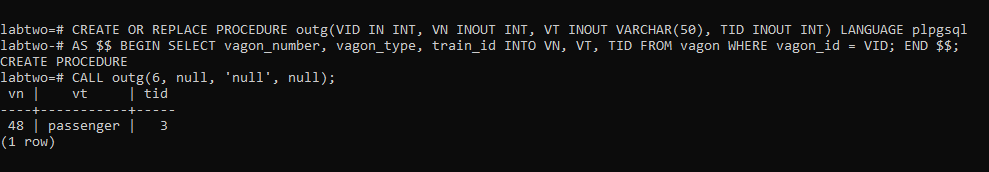 labtwo=# CREATE OR REPLACE PROCEDURE outg(VID IN INT, VN INOUT INT, VT INOUT VARCHAR(50), TID INOUT INT) LANGUAGE plpgsql
labtwo-# AS $$ BEGIN SELECT vagon_number, vagon_type, train_id INTO VN, VT, TID FROM vagon WHERE vagon_id = VID; END $$;
CREATE PROCEDURE
labtwo=# CALL outg(6, null, 'null', null);
 vn |    vt     | tid
----+-----------+-----
 48 | passenger |   3
(1 row)